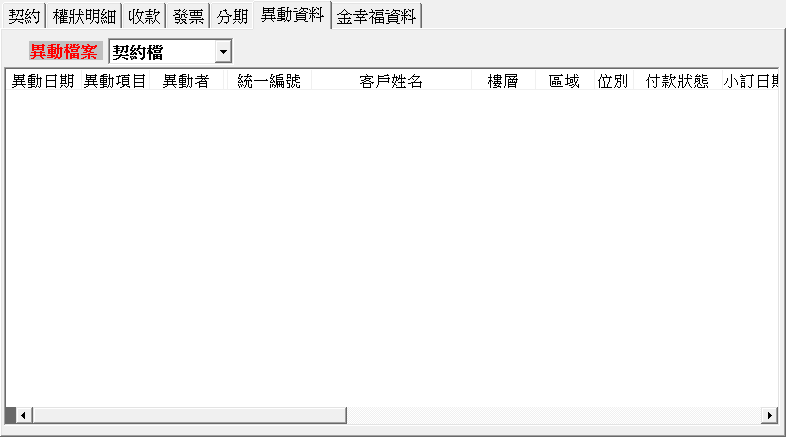 契約 權狀明細 收款 發票 分期 異動資料 金幸福資料
異動檔案 契約檔
異動日期 異動項目 異動者 統一編號 客戶姓名 樓層 區域 位別 付款狀態 小訂日期